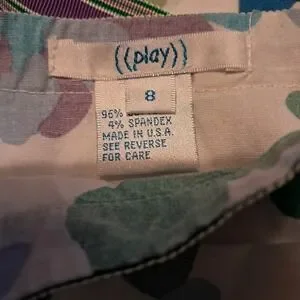 ((play))
8
96%
4% SPANDEX
MADE IN U.S.A.
SEE REVERSE
FOR CARE